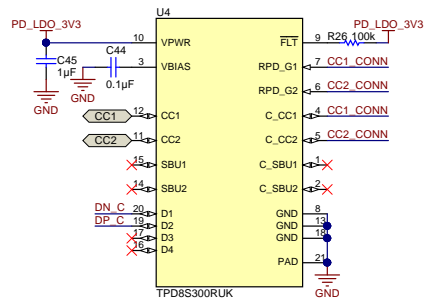 U4
PD_LDO_3V3
PD_LDO_3V3
10 VPWR FLT 9 R26 100k
C45
1µF
C44
0.1µF
3 VBIAS RPD_G1 7 CC1_CONN
GND
GND
RPD_G2 6 CC2_CONN
CC1 12 CC1 C_CC1 4 CC1_CONN
CC2 11 CC2 C_CC2 5 CC2_CONN
15 SBU1 C_SBU1 1
14 SBU2 C_SBU2 2
DN_C 20 D1 GND 8
DP_C 19 D2 GND 13
17 D3 GND 18
16 D4
PAD 21
TPD8S300RUK
GND